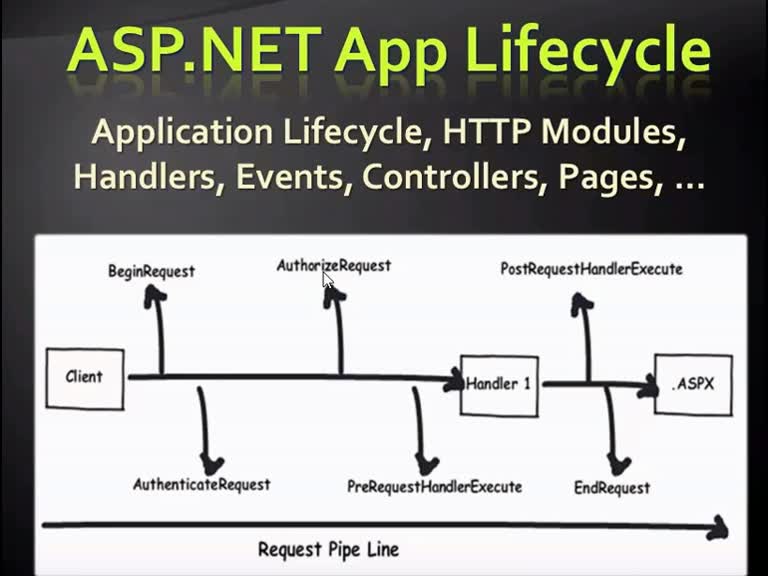 ASP.NET App Lifecycle
Application Lifecycle, HTTP Modules,
Handlers, Events, Controllers, Pages, ...
BeginRequest
AuthorizeRequest
PostRequestHandlerExecute
Client
Handler 1
.ASPX
AuthenticateRequest
PreRequestHandlerExecute
EndRequest
Request Pipe Line